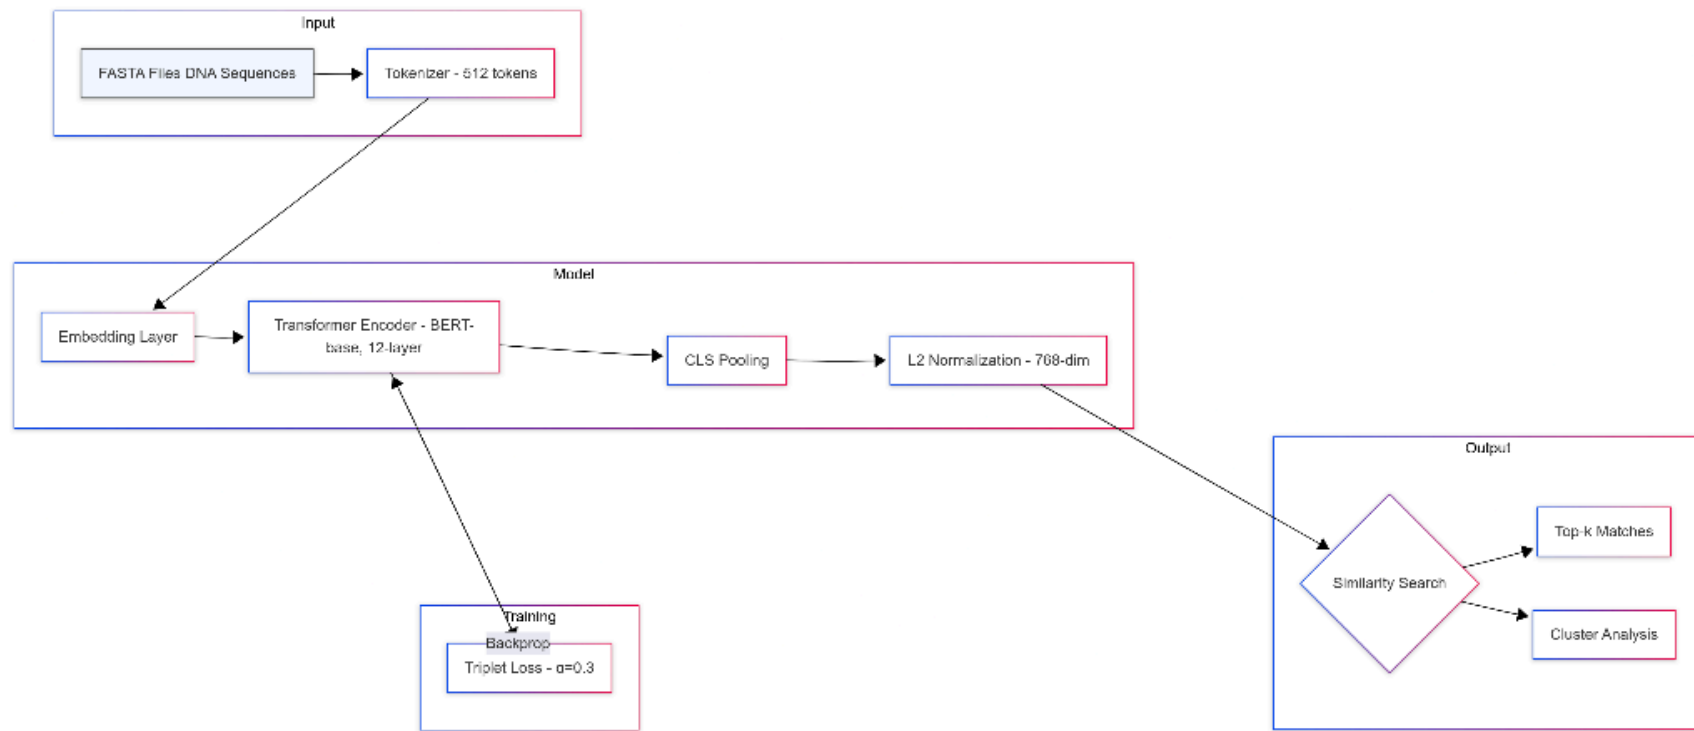 Input
FASTA Files DNA Sequences
Tokenizer - 512 tokens
Model
Embedding Layer
Transformer Encoder - BERT-
base, 12-layer
CLS Pooling
L2 Normalization - 768-dim
Output
Similarity Search
Top-k Matches
Cluster Analysis
Training
Backprop
Triplet Loss - α=0.3